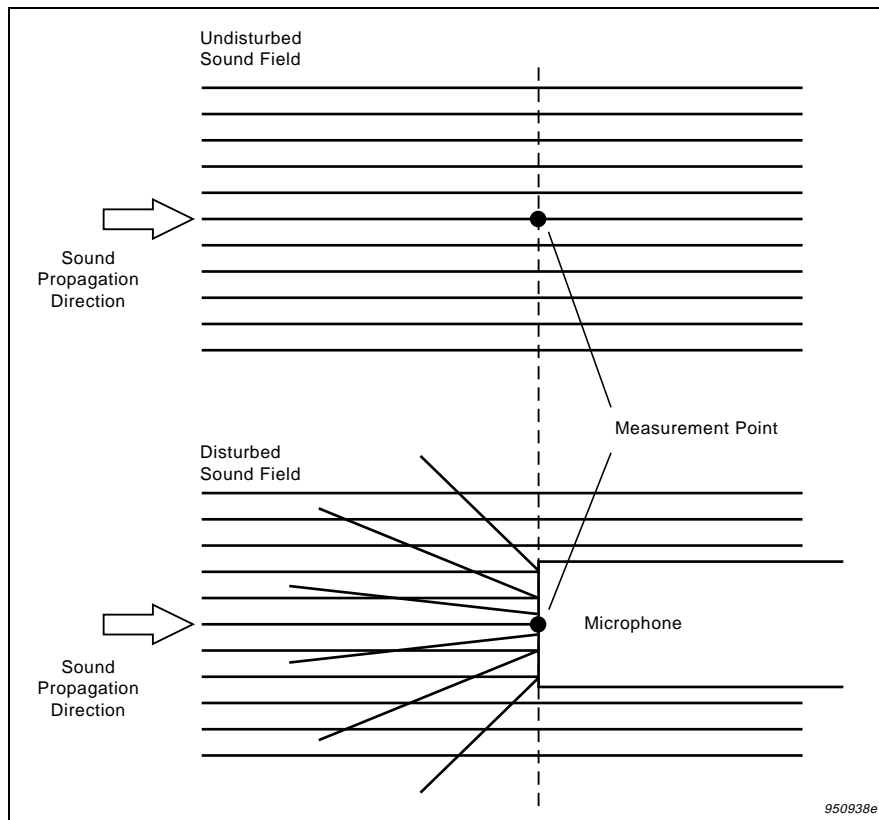 Undisturbed
Sound Field
Sound
Propagation
Direction
Measurement Point
Disturbed
Sound Field
Microphone
Sound
Propagation
Direction
950938e